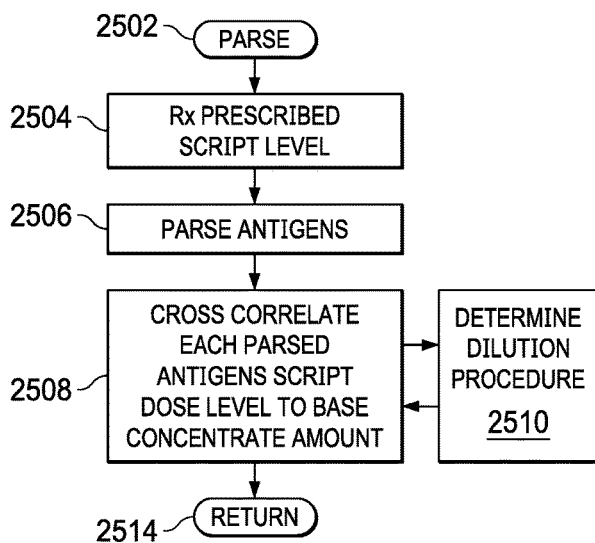 2502
PARSE
2504
Rx PRESCRIBED
SCRIPT LEVEL
2506
PARSE ANTIGENS
2508
CROSS CORRELATE
EACH PARSED
ANTIGENS SCRIPT
DOSE LEVEL TO BASE
CONCENTRATE AMOUNT
DETERMINE
DILUTION
PROCEDURE
2510
2514
RETURN